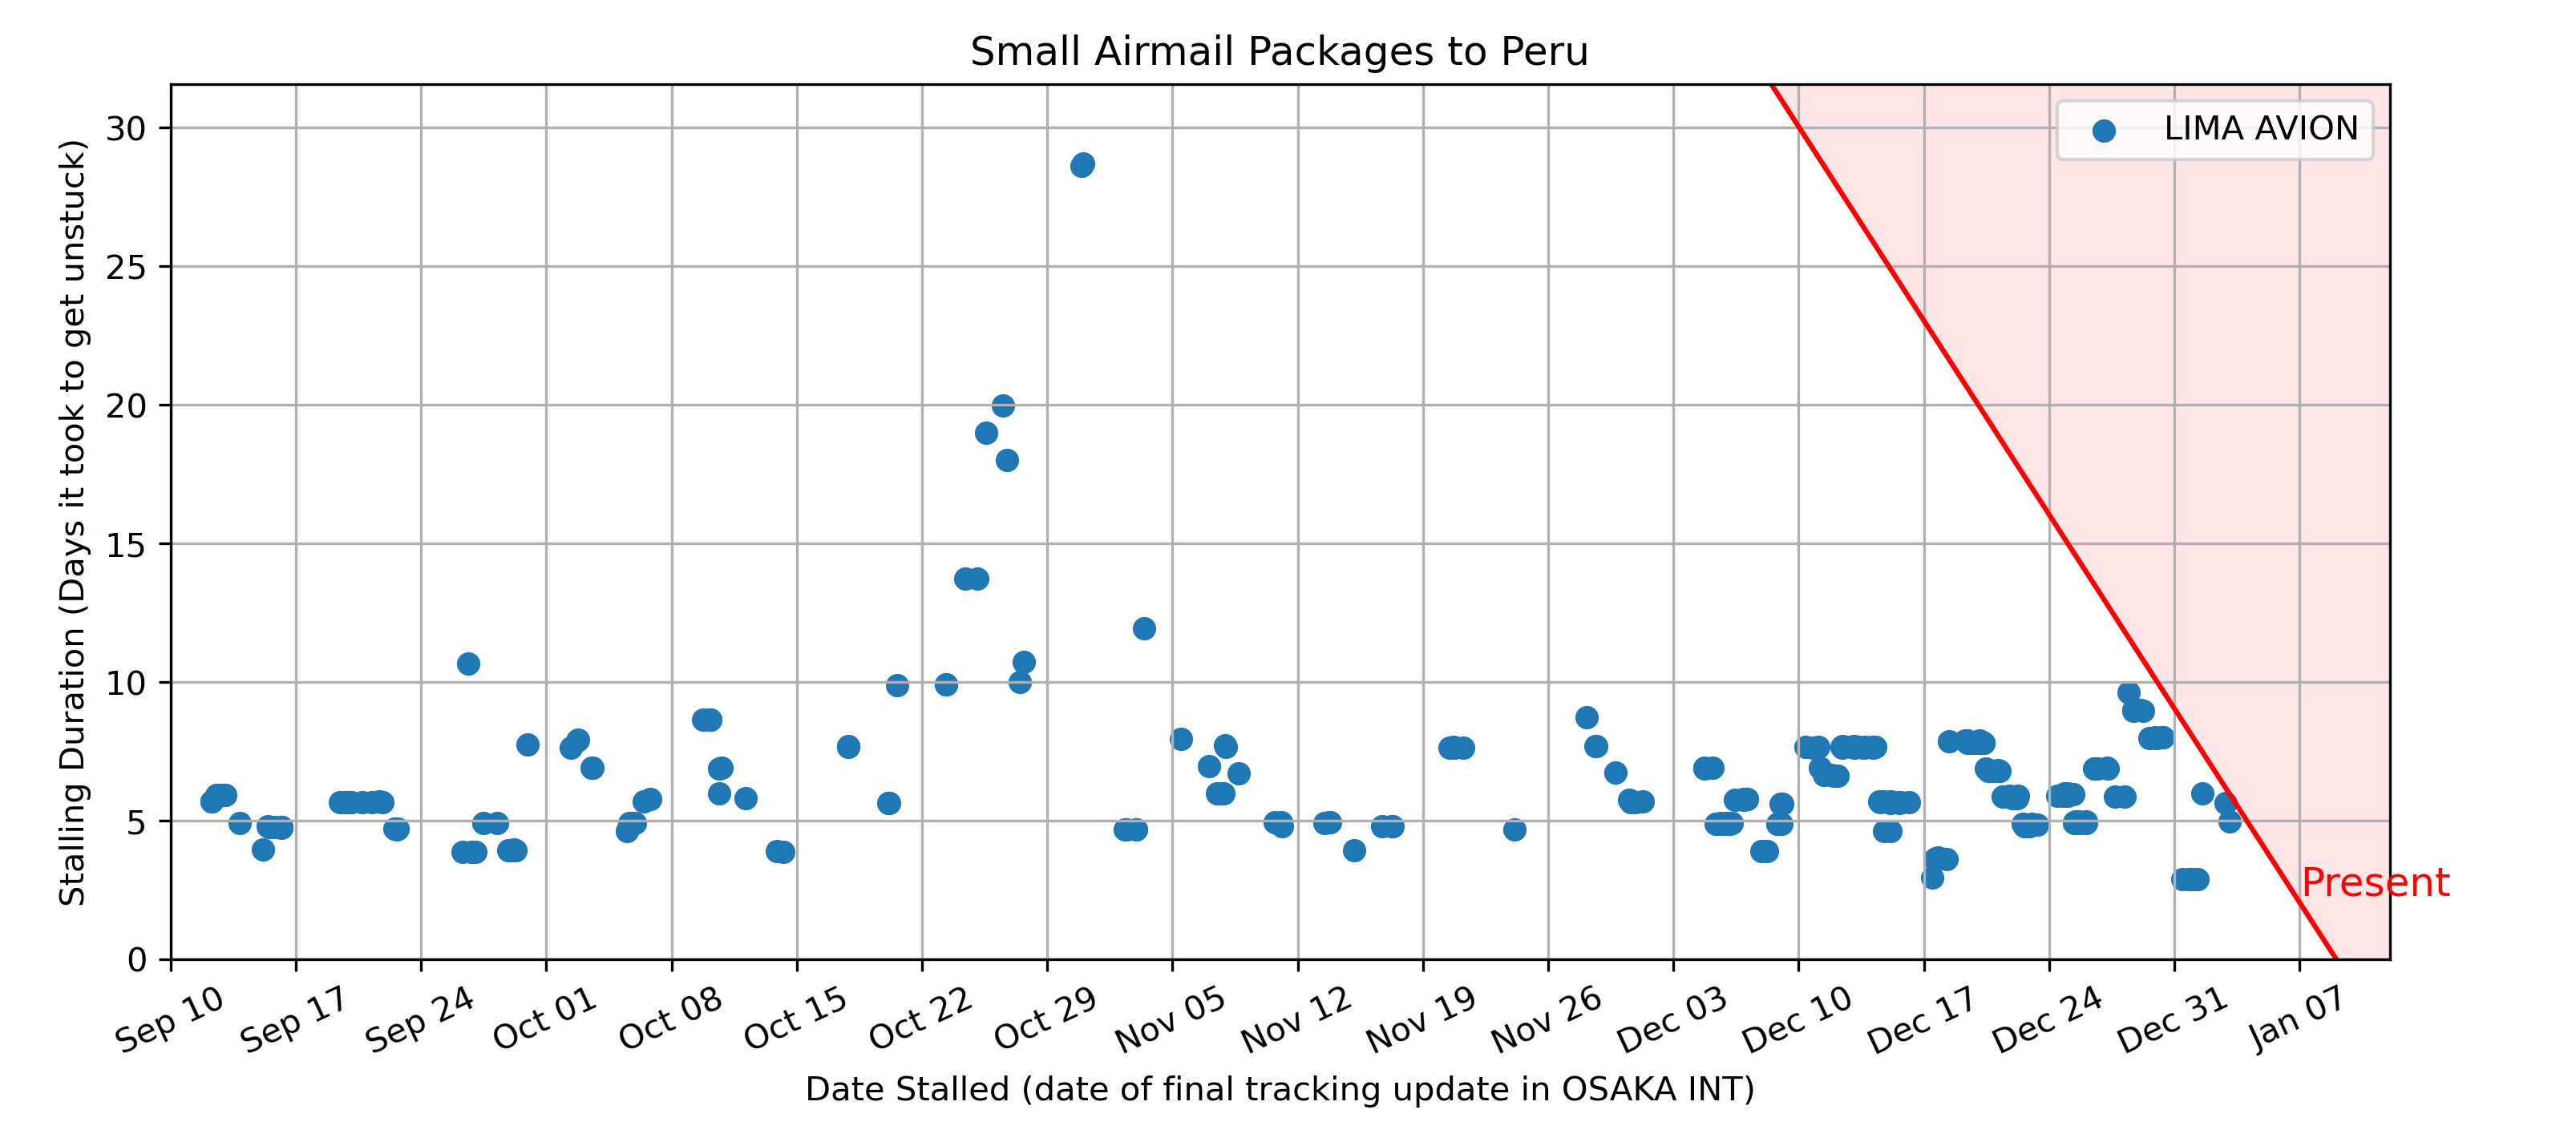 Small Airmail Packages to Peru
LIMA AVION
Stalling Duration (Days it took to get unstuck)
30
25
20
15
10
5
0
Present
Sep 10 Sep 17 Sep 24 Oct 01 Oct 08 Oct 15 Oct 22 Oct 29 Nov 05 Nov 12 Nov 19 Nov 26 Dec 03 Dec 10 Dec 17 Dec 24 Dec 31 Jan 07
Date Stalled (date of final tracking update in OSAKA INT)